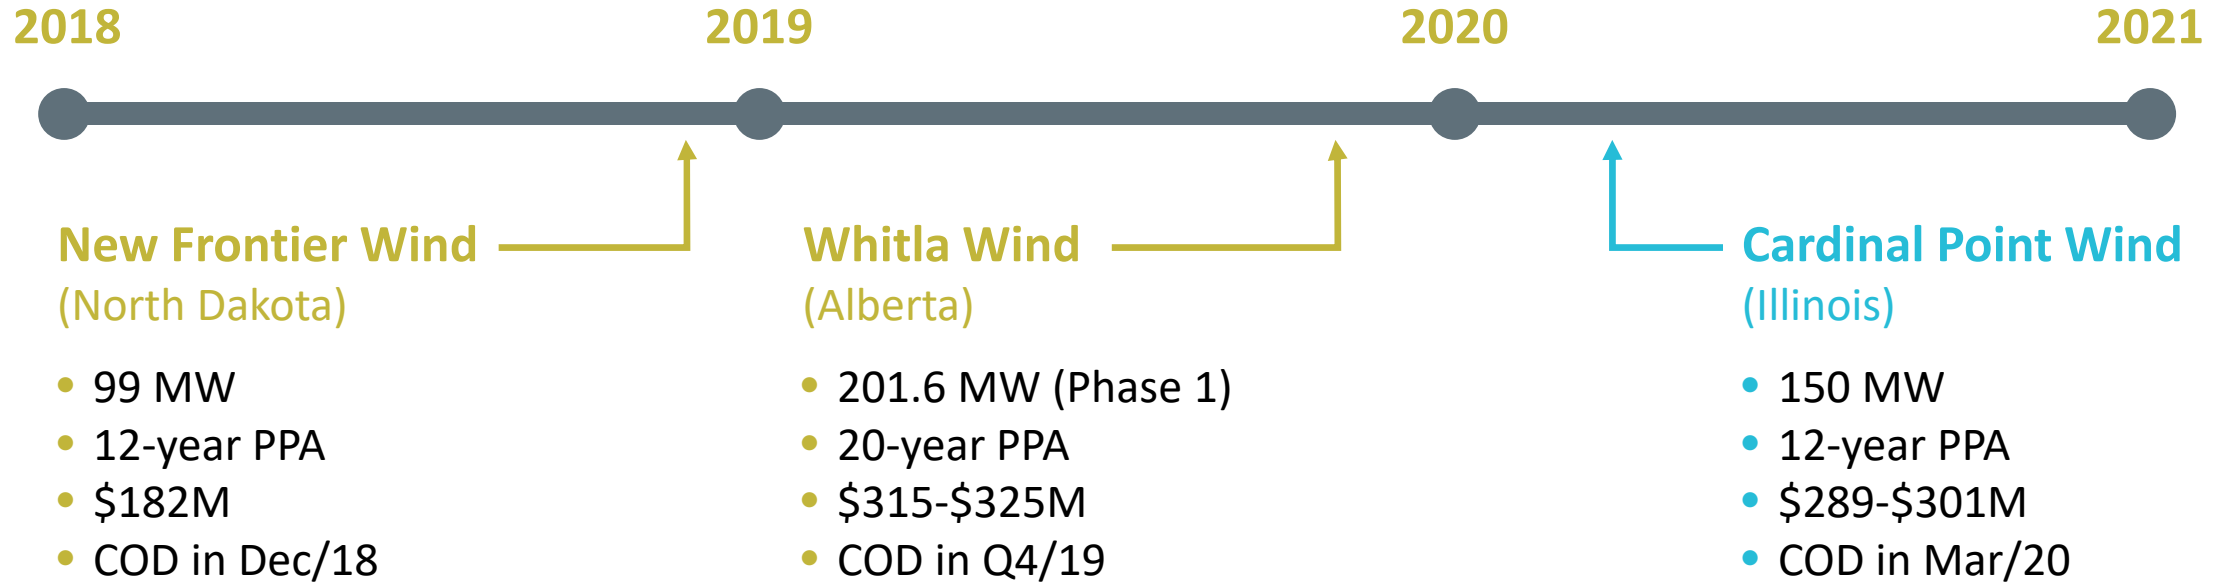 2018
2019
2020
2021
New Frontier Wind
(North Dakota)
• 99 MW
• 12-year PPA
• $182M
• COD in Dec/18
Whitla Wind
(Alberta)
• 201.6 MW (Phase 1)
• 20-year PPA
• $315-$325M
• COD in Q4/19
Cardinal Point Wind
(Illinois)
• 150 MW
• 12-year PPA
• $289-$301M
• COD in Mar/20